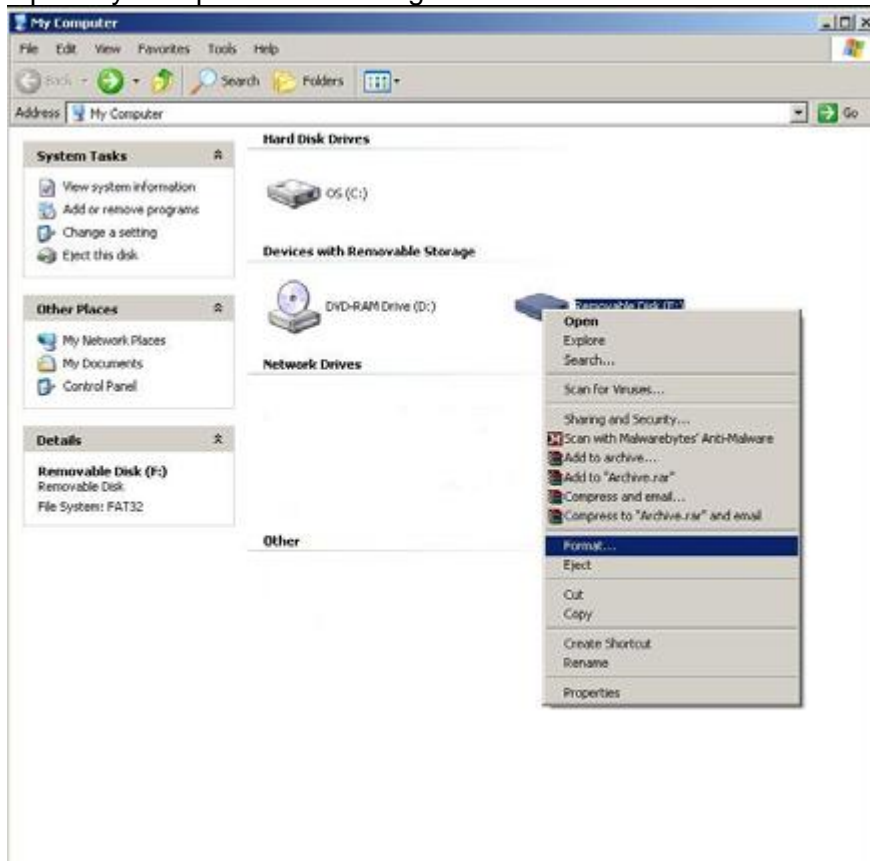 My Computer
File Edit View Favorites Tools Help
Back Search Folders
Address My Computer Go
System Tasks
View system information
Add or remove programs
Change a setting
Eject this disk
Other Places
My Network Places
My Documents
Control Panel
Details
Removable Disk (F:)
Removable Disk
File System: FAT32
Hard Disk Drives
OS (C:)
Devices with Removable Storage
DVD-RAM Drive (D:)
Removable Disk (F:)
Network Drives
Other
Open
Explore
Search...
Scan for Viruses...
Sharing and Security...
Scan with Malwarebytes' Anti-Malware
Add to archive...
Add to "Archive.rar"
Compress and email...
Compress to "Archive.rar" and email
Format...
Eject
Cut
Copy
Create Shortcut
Rename
Properties